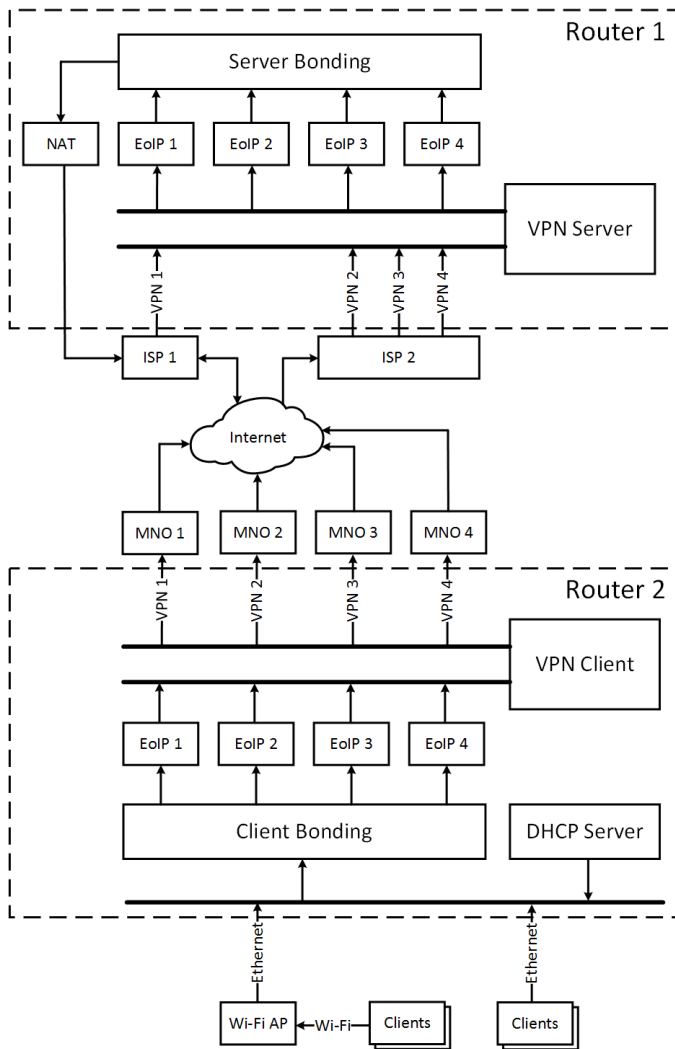 Router 1
Server Bonding
NAT
EoIP 1
EoIP 2
EoIP 3
EoIP 4
VPN Server
VPN 1
VPN 2
VPN 3
VPN 4
ISP 1
ISP 2
Internet
MNO 1
MNO 2
MNO 3
MNO 4
Router 2
VPN 1
VPN 2
VPN 3
VPN 4
VPN Client
EoIP 1
EoIP 2
EoIP 3
EoIP 4
Client Bonding
DHCP Server
Ethernet
Ethernet
Wi-Fi AP
Wi-Fi
Clients
Clients